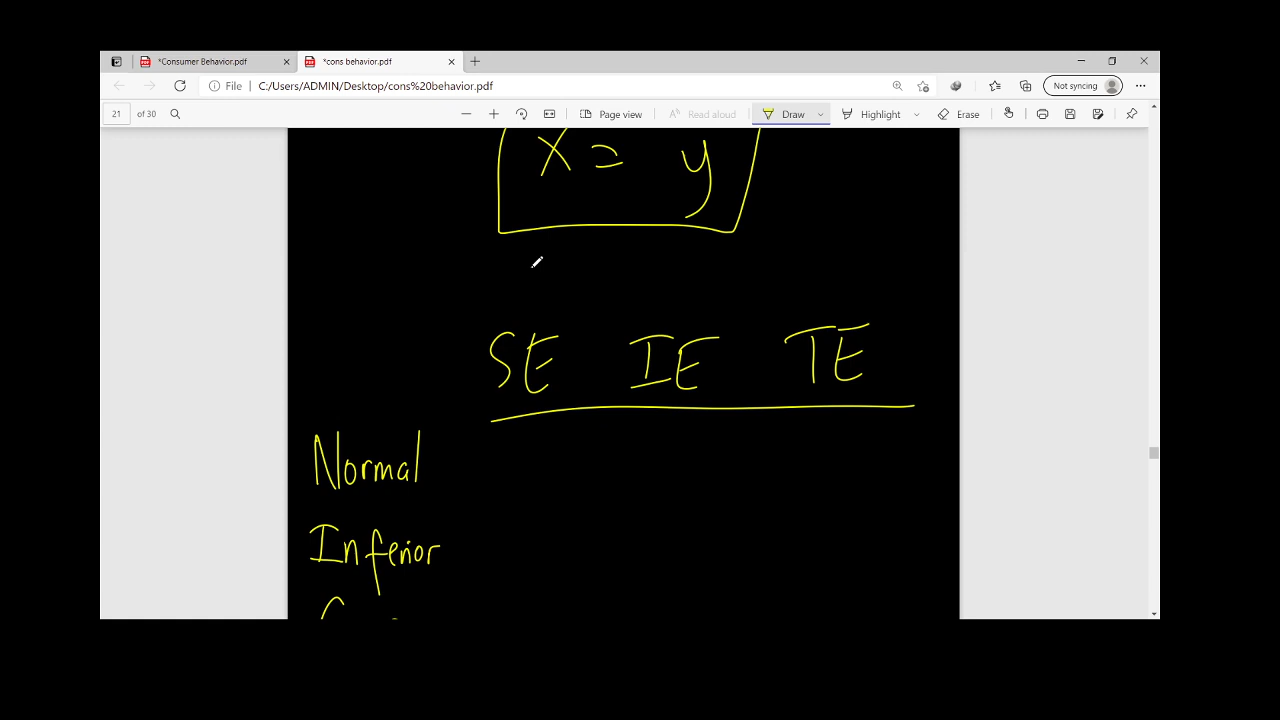 *Consumer Behavior.pdf *cons behavior.pdf
File C:/Users/ADMIN/Desktop/cons%20behavior.pdf Not syncing
21 of 30 Page view Read aloud Draw Highlight Erase
X = y
SE IE TE
Normal
Inferior